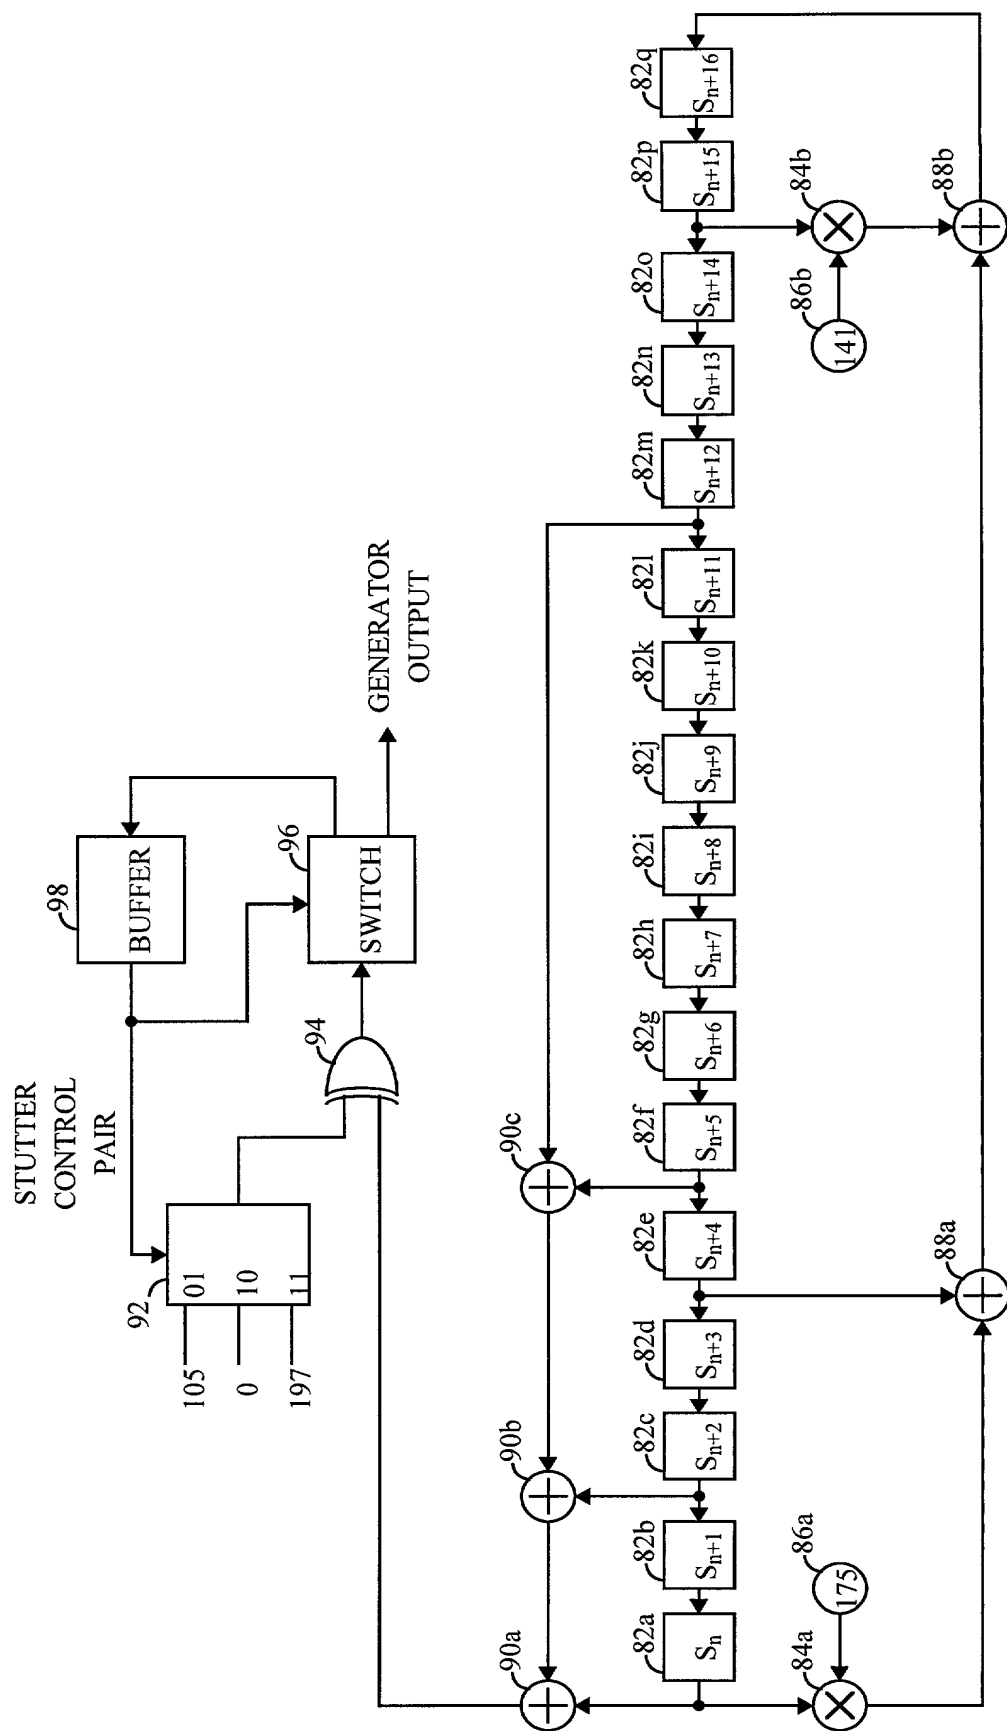 STUTTER
CONTROL
PAIR
98
BUFFER
96
SWITCH
GENERATOR
OUTPUT
92
01
10
11
105
0
197
94
90a
90b
90c
82a
Sn
82b
Sn+1
82c
Sn+2
82d
Sn+3
82e
Sn+4
82f
Sn+5
82g
Sn+6
82h
Sn+7
82i
Sn+8
82j
Sn+9
82k
Sn+10
82l
Sn+11
82m
Sn+12
82n
Sn+13
82o
Sn+14
82p
Sn+15
82q
Sn+16
84a
86a
175
88a
84b
86b
141
88b